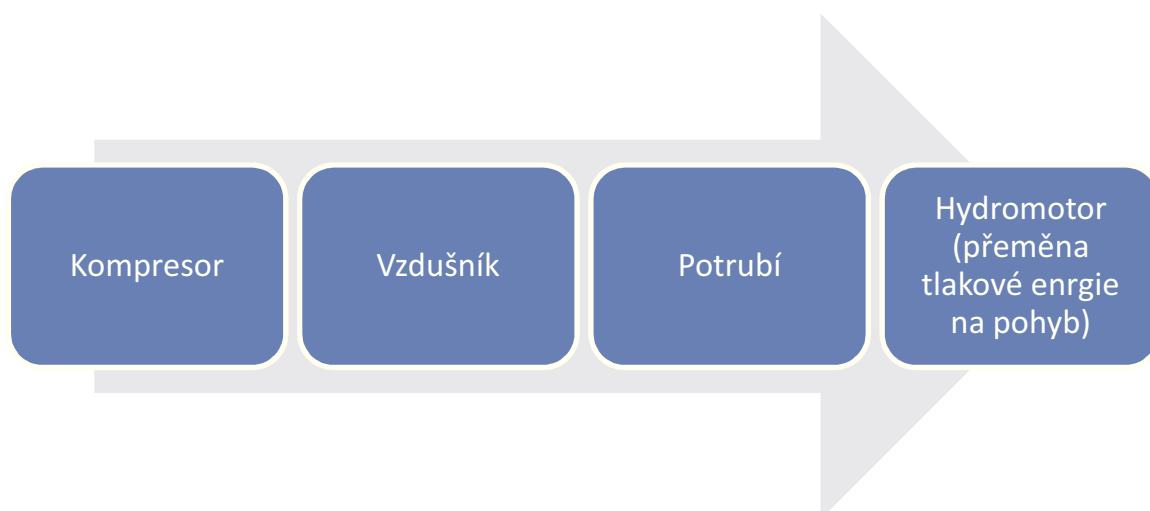 Kompresor
Vzdušník
Potrubí
Hydromotor
(přeměna
tlakové enrgie
na pohyb)